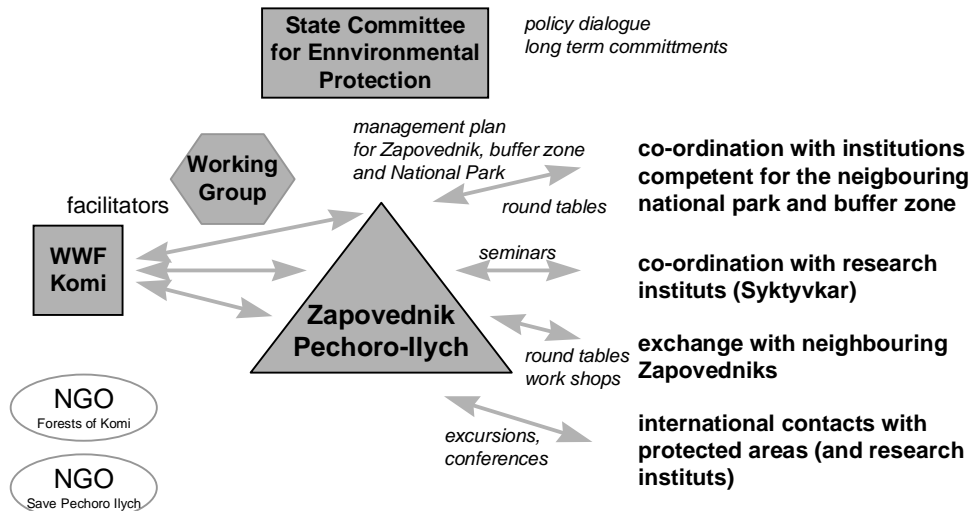 State Committee
for Ennvironmental
Protection
policy dialogue
long term committments
management plan
for Zapovednik, buffer zone
and National Park
Working
Group
facilitators
WWF
Komi
round tables
co-ordination with institutions
competent for the neigbouring
national park and buffer zone
seminars
co-ordination with research
instituts (Syktyvkar)
Zapovednik
Pechoro-Ilych
round tables
work shops
exchange with neighbouring
Zapovedniks
excursions,
conferences
international contacts with
protected areas (and research
instituts)
NGO
Forests of Komi
NGO
Save Pechoro Ilych